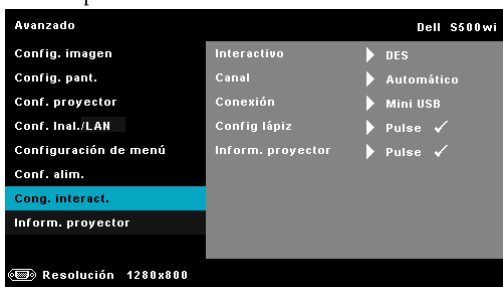 Avanzado Dell S500wi
Config. imagen
Config. pant.
Conf. proyector
Conf. Inal./LAN
Configuración de menú
Conf. alim.
Cong. interact.
Inform. proyector
Interactivo DES
Canal Automático
Conexión Mini USB
Config lápiz Pulse ✓
Inform. proyector Pulse ✓
Resolución 1280x800